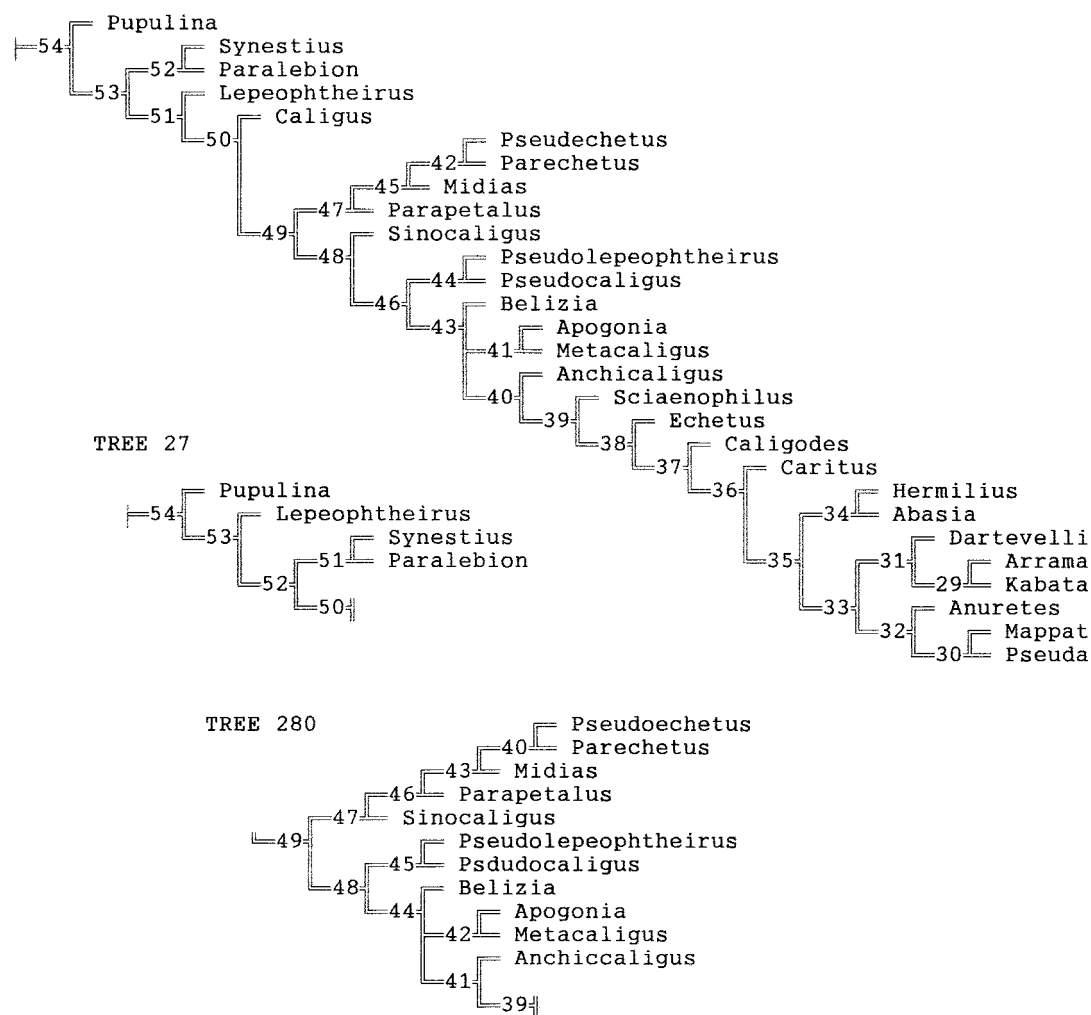 Pupulina
54
Synestius
52
Paralebion
53
Lepeophtheirus
51
Caligus
50
Pseudechetus
42
Parechetus
45
Midias
47
Parapetalus
49
Sinocaligus
48
Pseudolepeophtheirus
44
Pseudocaligus
46
Belizia
43
Apogonia
41
Metacaligus
Anchicaligus
40
Sciaenophilus
39
Echetus
38
Caligodes
37
Caritus
36
Hermilius
34
Abasia
Dartevelli
35
31
Arrama
29
Kabata
33
Anuretes
32
Mappat
30
Pseuda
TREE 27
Pupulina
54
Lepeophtheirus
53
Synestius
51
Paralebion
52
50
TREE 280
Pseudoechetus
40
Parechetus
43
Midias
46
Parapetalus
47
Sinocaligus
49
Pseudolepeophtheirus
45
Psdudocaligus
48
Belizia
44
Apogonia
42
Metacaligus
Anchiccaligus
41
39